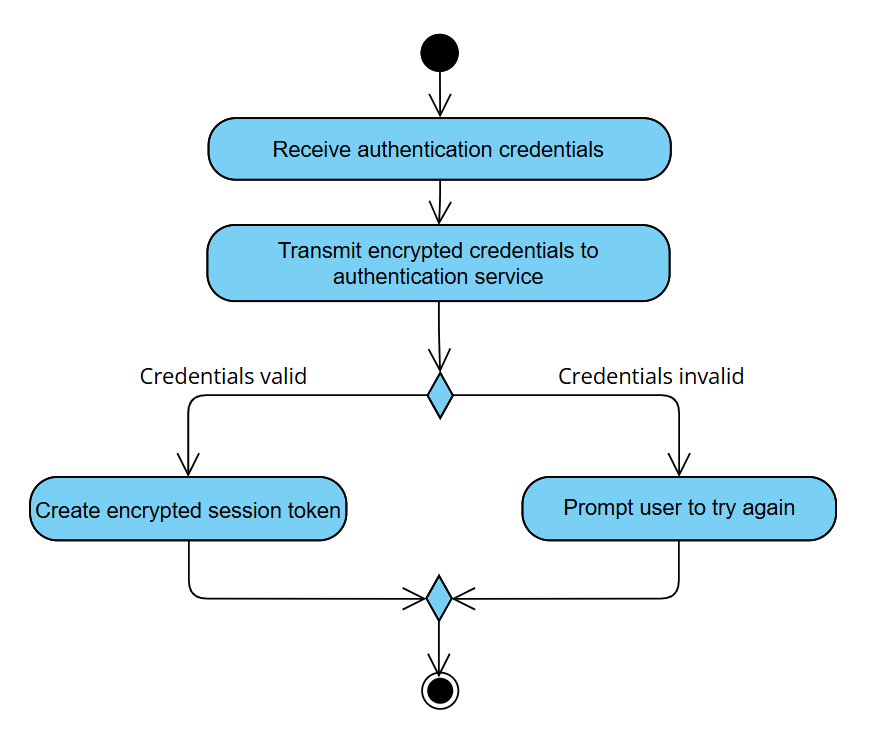 Receive authentication credentials
Transmit encrypted credentials to
authentication service
Credentials valid
Credentials invalid
Create encrypted session token
Prompt user to try again